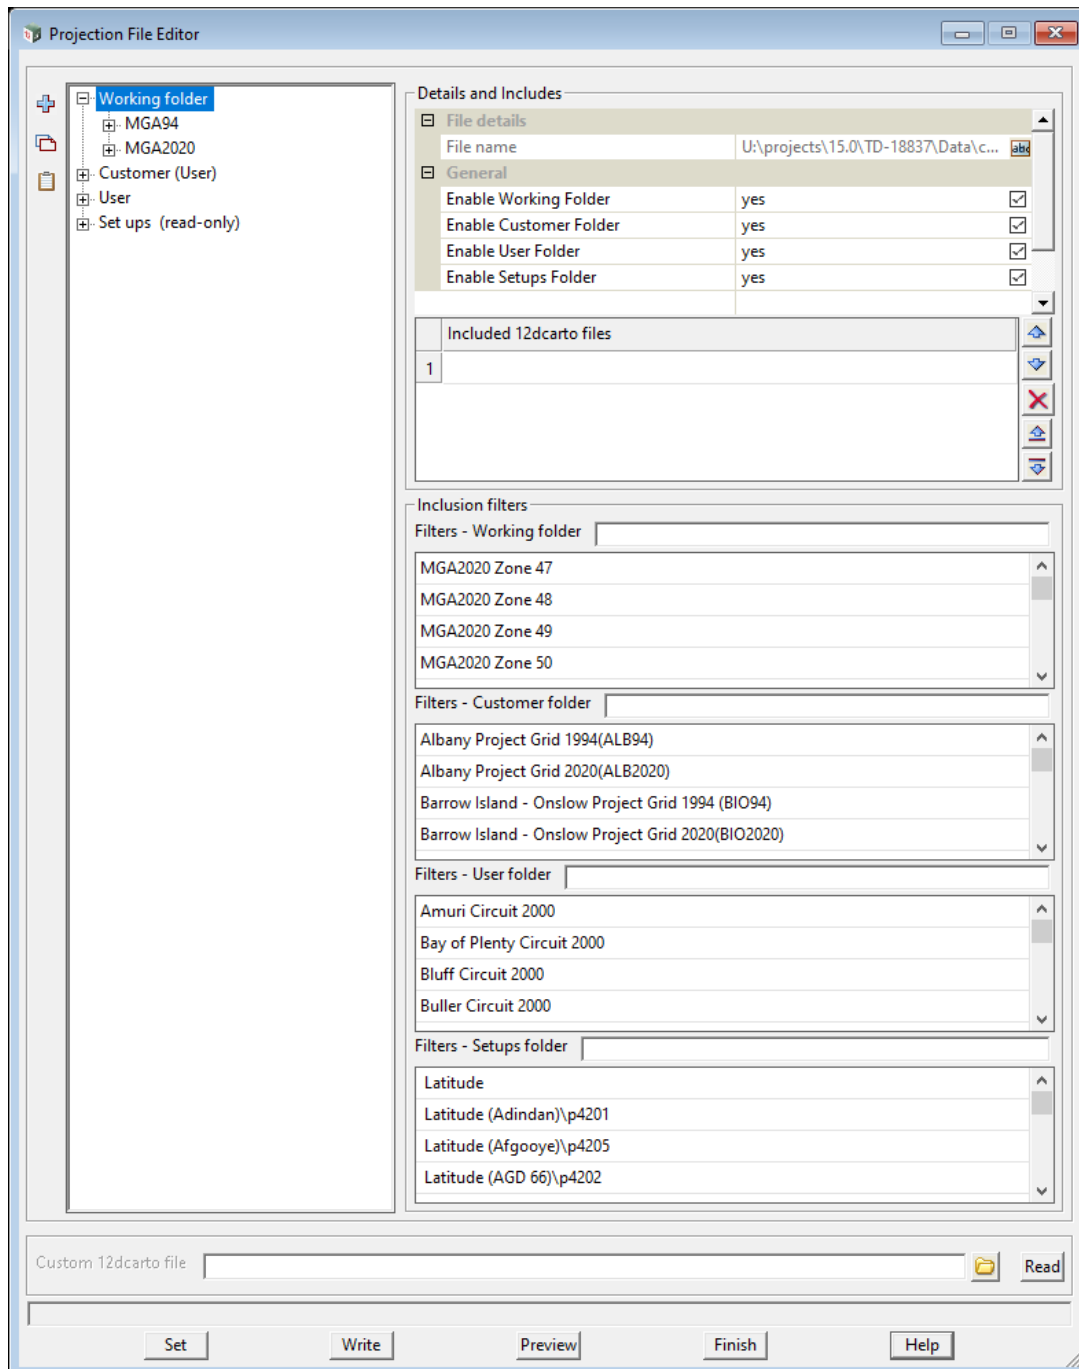 Projection File Editor
Working folder
MGA94
MGA2020
Customer (User)
User
Set ups (read-only)
Details and Includes
File details
File name U:\projects\15.0\TD-18837\Data\c... abc
General
Enable Working Folder yes
Enable Customer Folder yes
Enable User Folder yes
Enable Setups Folder yes
Included 12dcarto files
1
Inclusion filters
Filters - Working folder
MGA2020 Zone 47
MGA2020 Zone 48
MGA2020 Zone 49
MGA2020 Zone 50
Filters - Customer folder
Albany Project Grid 1994(ALB94)
Albany Project Grid 2020(ALB2020)
Barrow Island - Onslow Project Grid 1994 (BIO94)
Barrow Island - Onslow Project Grid 2020(BIO2020)
Filters - User folder
Amuri Circuit 2000
Bay of Plenty Circuit 2000
Bluff Circuit 2000
Buller Circuit 2000
Filters - Setups folder
Latitude
Latitude (Adindan)\p4201
Latitude (Afgooye)\p4205
Latitude (AGD 66)\p4202
Custom 12dcarto file Read
Set Write Preview Finish Help